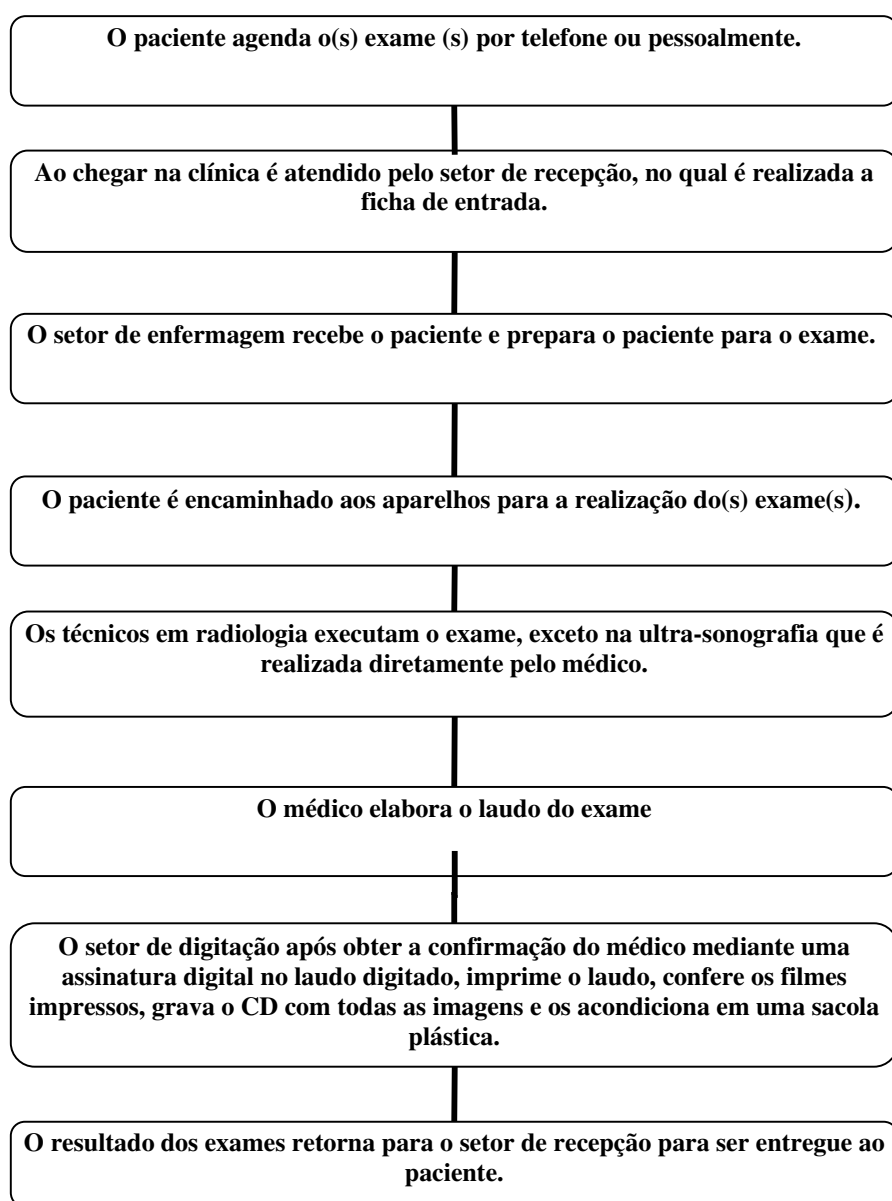 O paciente agenda o(s) exame (s) por telefone ou pessoalmente.
Ao chegar na clínica é atendido pelo setor de recepção, no qual é realizada a
ficha de entrada.
O setor de enfermagem recebe o paciente e prepara o paciente para o exame.
O paciente é encaminhado aos aparelhos para a realização do(s) exame(s).
Os técnicos em radiologia executam o exame, exceto na ultra-sonografia que é
realizada diretamente pelo médico.
O médico elabora o laudo do exame
O setor de digitação após obter a confirmação do médico mediante uma
assinatura digital no laudo digitado, imprime o laudo, confere os filmes
impressos, grava o CD com todas as imagens e os acondiciona em uma sacola
plástica.
O resultado dos exames retorna para o setor de recepção para ser entregue ao
paciente.